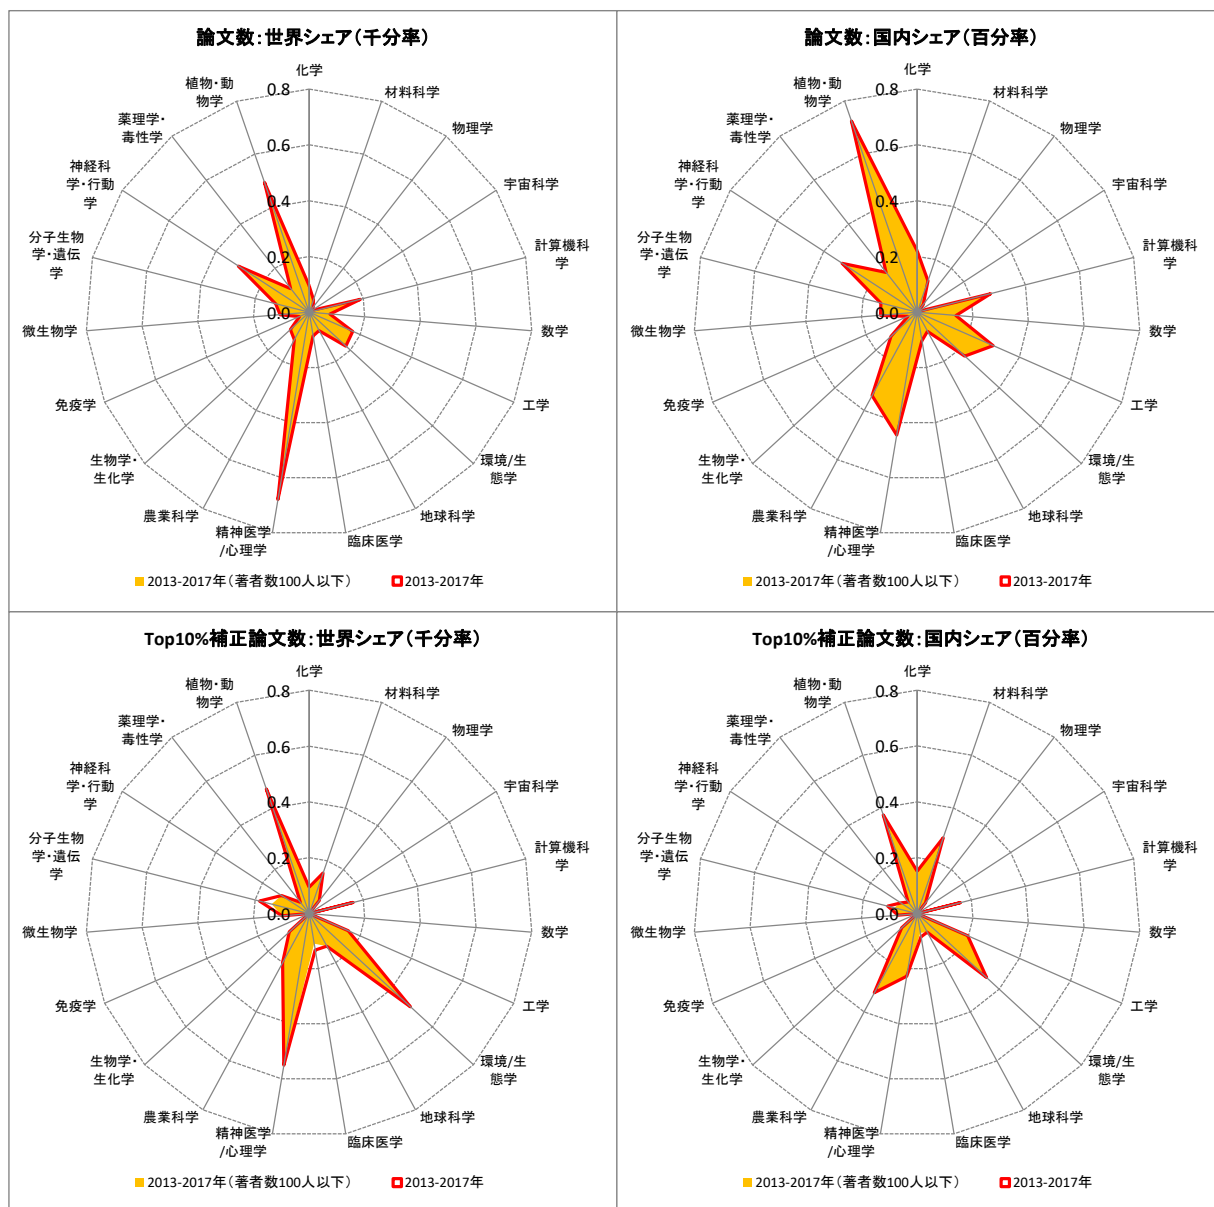 論文数：世界シェア（千分率）
化学
材料科学
物理学
宇宙科学
計算機科
学
数学
工学
環境/生
態学
地球科学
臨床医学
精神医学
/心理学
農業科学
生物学・
生化学
免疫学
微生物学
分子生物
学・遺伝
学
神経科
学・行動
学
薬理学・
毒性学
植物・動
物学
0.8
0.6
0.4
0.2
0.0
2013-2017年（著者数100人以下）
2013-2017年
論文数：国内シェア（百分率）
化学
材料科学
物理学
宇宙科学
計算機科
学
数学
工学
環境/生
態学
地球科学
臨床医学
精神医学
/心理学
農業科学
生物学・
生化学
免疫学
微生物学
分子生物
学・遺伝
学
神経科
学・行動
学
薬理学・
毒性学
植物・動
物学
0.8
0.6
0.4
0.2
0.0
2013-2017年（著者数100人以下）
2013-2017年
Top10%補正論文数：世界シェア（千分率）
化学
材料科学
物理学
宇宙科学
計算機科
学
数学
工学
環境/生
態学
地球科学
臨床医学
精神医学
/心理学
農業科学
生物学・
生化学
免疫学
微生物学
分子生物
学・遺伝
学
神経科
学・行動
学
薬理学・
毒性学
植物・動
物学
0.8
0.6
0.4
0.2
0.0
2013-2017年（著者数100人以下）
2013-2017年
Top10%補正論文数：国内シェア（百分率）
化学
材料科学
物理学
宇宙科学
計算機科
学
数学
工学
環境/生
態学
地球科学
臨床医学
精神医学
/心理学
農業科学
生物学・
生化学
免疫学
微生物学
分子生物
学・遺伝
学
神経科
学・行動
学
薬理学・
毒性学
植物・動
物学
0.8
0.6
0.4
0.2
0.0
2013-2017年（著者数100人以下）
2013-2017年